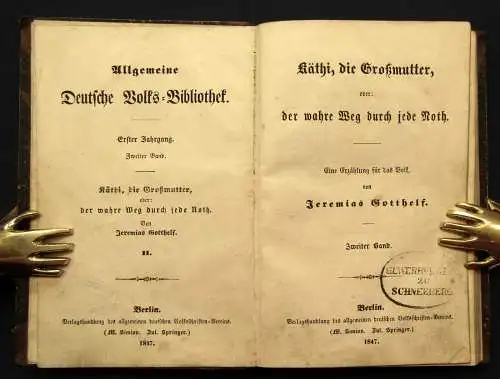 Allgemeine
Deutsche Volks-Bibliothek.
Erster Jahrgang.
Zweiter Band.
Käthi, die Großmutter,
oder:
der wahre Weg durch jede Noth.
Von
Jeremias Gotthelf.
II.
Berlin.
Verlagshandlung des allgemeinen deutschen Volksschriften-Vereins.
(M. Simion. Jul. Springer.)
1847.
Käthi, die Großmutter,
oder:
der wahre Weg durch jede Noth.
Eine Erzählung für das Volk,
von
Jeremias Gotthelf.
Zweiter Band.
ZU
SCHNEEBERG
Berlin.
Verlagshandlung des allgemeinen deutschen Volksschriften-Vereins.
(M. Simion. Jul. Springer.)
1847.